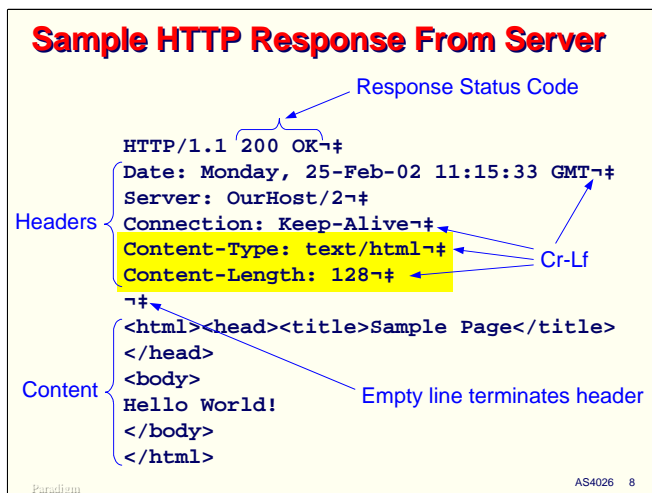 Sample HTTP Response From Server
Response Status Code
HTTP/1.1 200 OK¬‡
Date: Monday, 25-Feb-02 11:15:33 GMT¬‡
Server: OurHost/2¬‡
Headers
Connection: Keep-Alive¬‡
Content-Type: text/html¬‡
Cr-Lf
Content-Length: 128¬‡
¬‡
<html><head><title>Sample Page</title>
</head>
<body>
Content
Empty line terminates header
Hello World!
</body>
</html>
Paradigm
AS4026 8